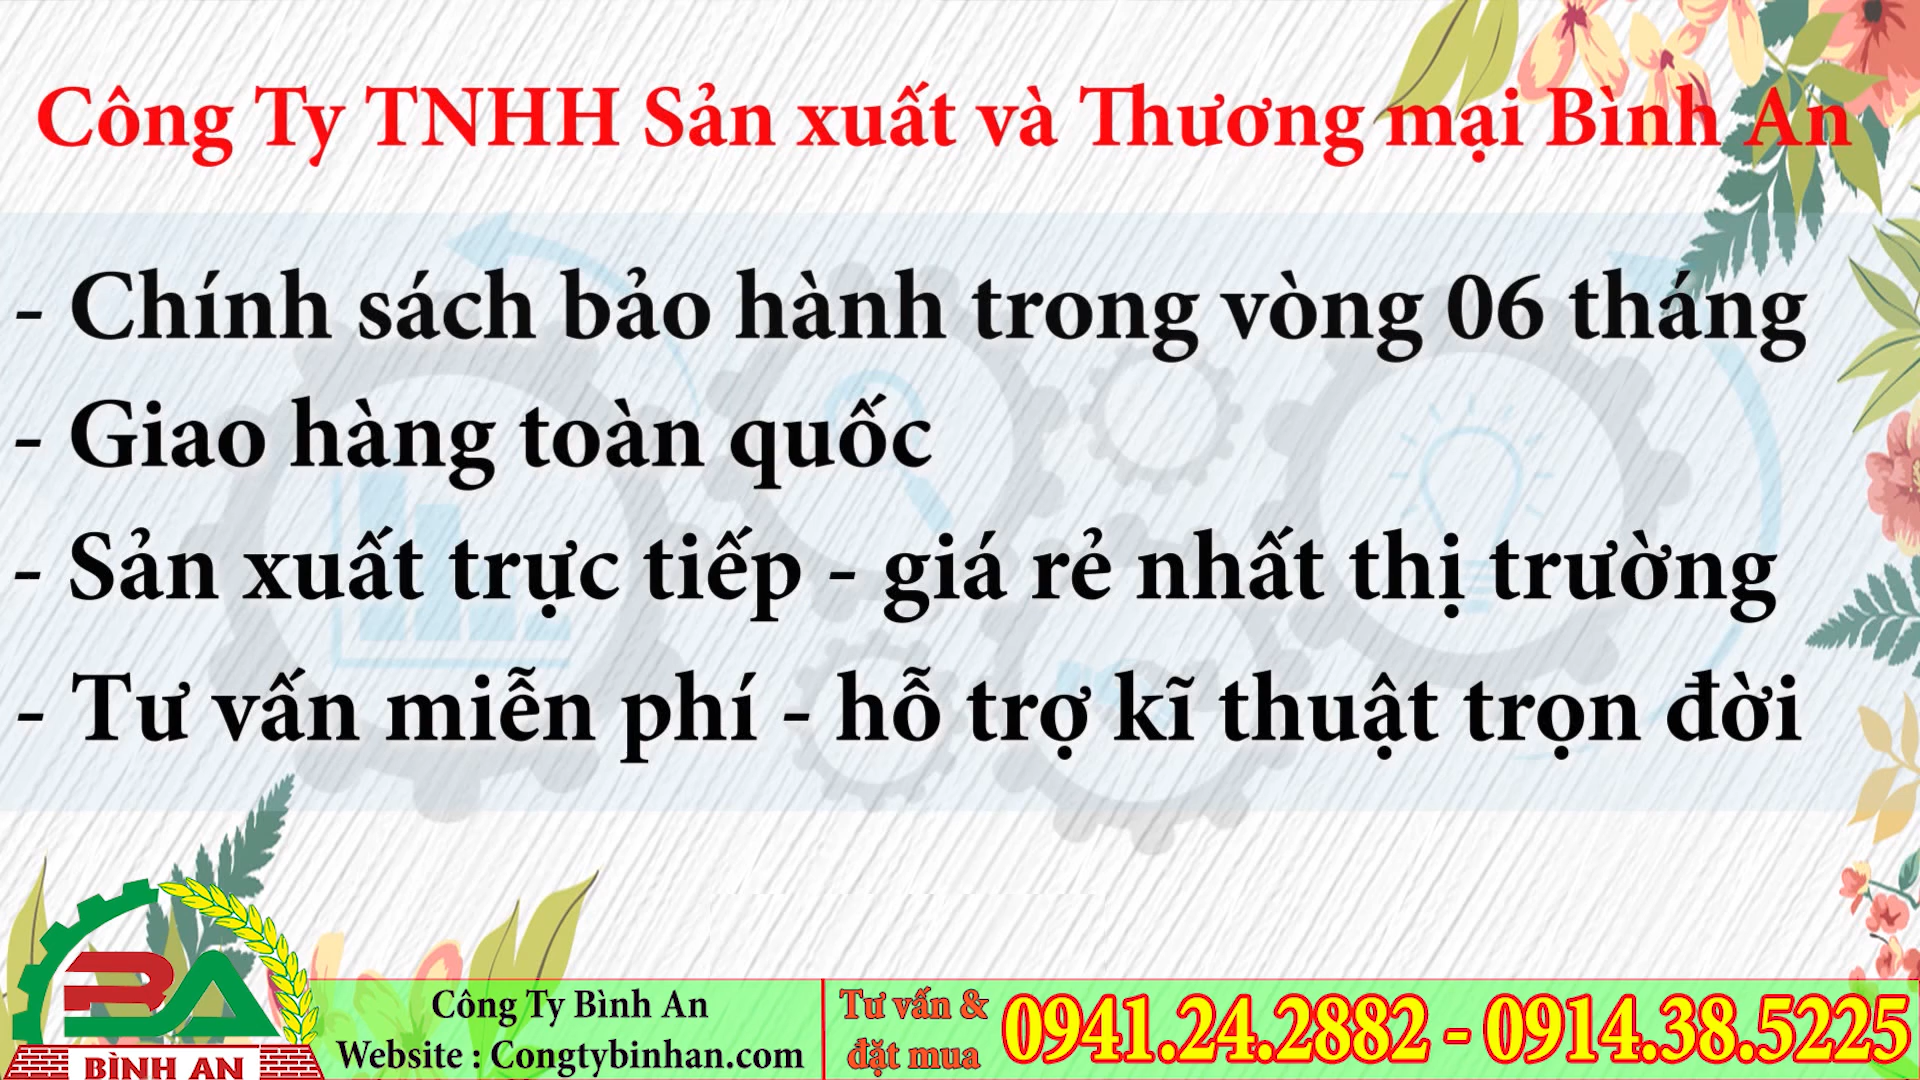 Công Ty TNHH Sản xuất và Thương mại Bình An
- Chính sách bảo hành trong vòng 06 tháng
- Giao hàng toàn quốc
- Sản xuất trực tiếp - giá rẻ nhất thị trường
- Tư vấn miễn phí - hỗ trợ kĩ thuật trọn đời
BA
BÌNH AN
Công Ty Bình An
Website : Congtybinhan.com
Tư vấn &
đặt mua
0941.24.2882 - 0914.38.5225